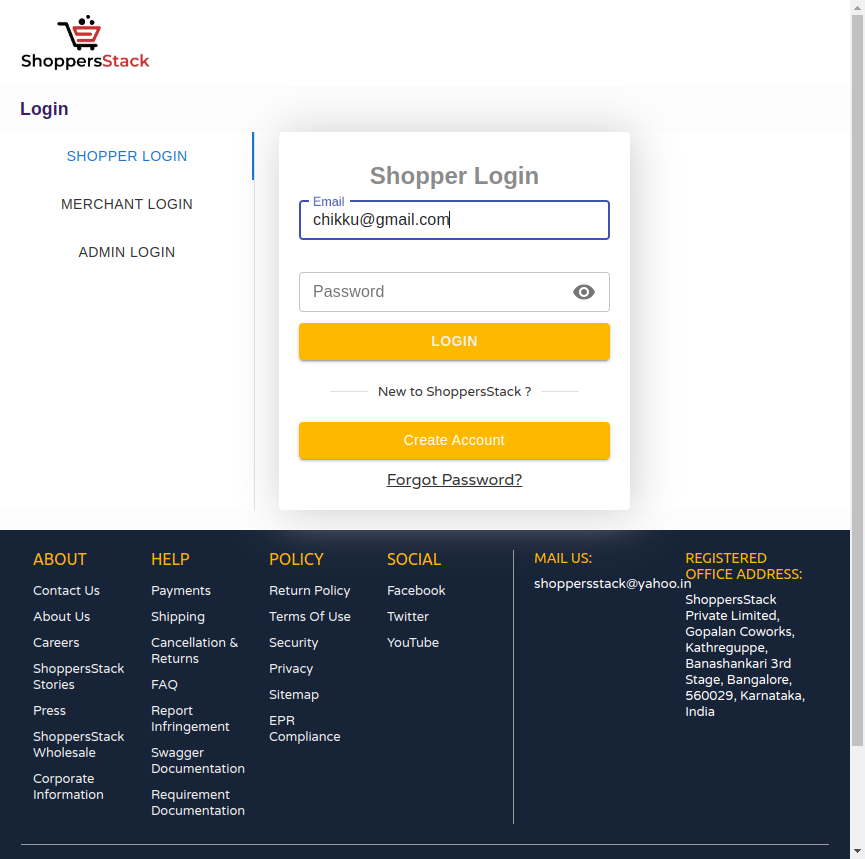 ShoppersStack
Login
SHOPPER LOGIN
MERCHANT LOGIN
ADMIN LOGIN
Shopper Login
Email
chikku@gmail.com
Password
LOGIN
New to ShoppersStack ?
Create Account
Forgot Password?
ABOUT
Contact Us
About Us
Careers
ShoppersStack
Stories
Press
ShoppersStack
Wholesale
Corporate
Information
HELP
Payments
Shipping
Cancellation &
Returns
FAQ
Report
Infringement
Swagger
Documentation
Requirement
Documentation
POLICY
Return Policy
Terms Of Use
Security
Privacy
Sitemap
EPR
Compliance
SOCIAL
Facebook
Twitter
YouTube
MAIL US:
shoppersstack@yahoo.in
REGISTERED
OFFICE ADDRESS:
ShoppersStack
Private Limited,
Gopalan Coworks,
Kathreguppe,
Banashankari 3rd
Stage, Bangalore,
560029, Karnataka,
India